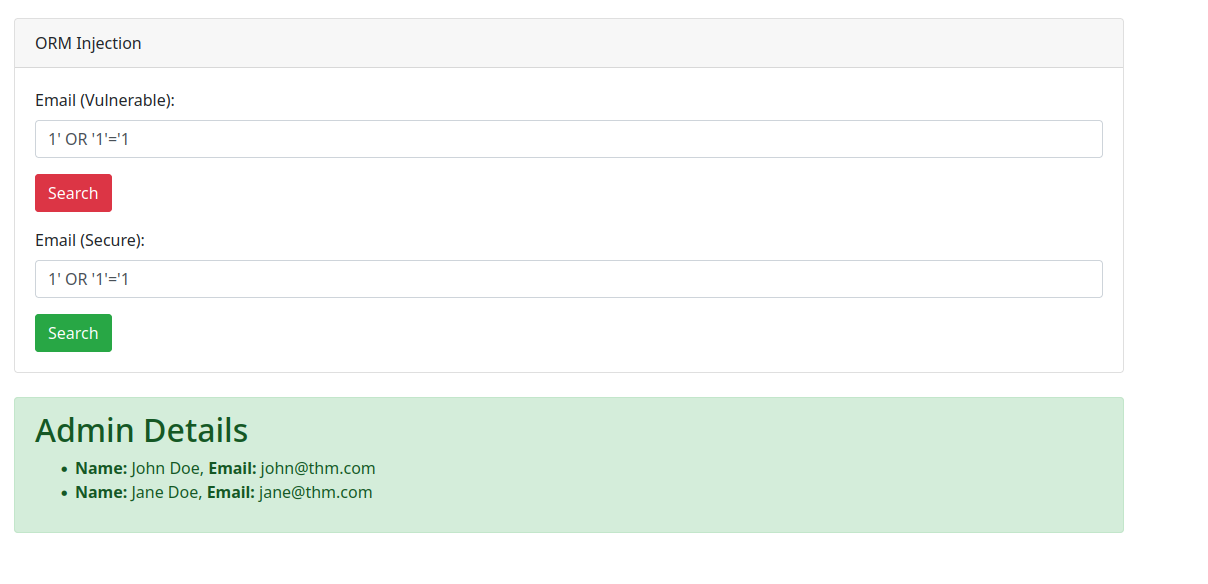 ORM Injection
Email (Vulnerable):
1' OR '1'='1
Search
Email (Secure):
1' OR '1'='1
Search
Admin Details
• Name: John Doe, Email: john@thm.com
• Name: Jane Doe, Email: jane@thm.com